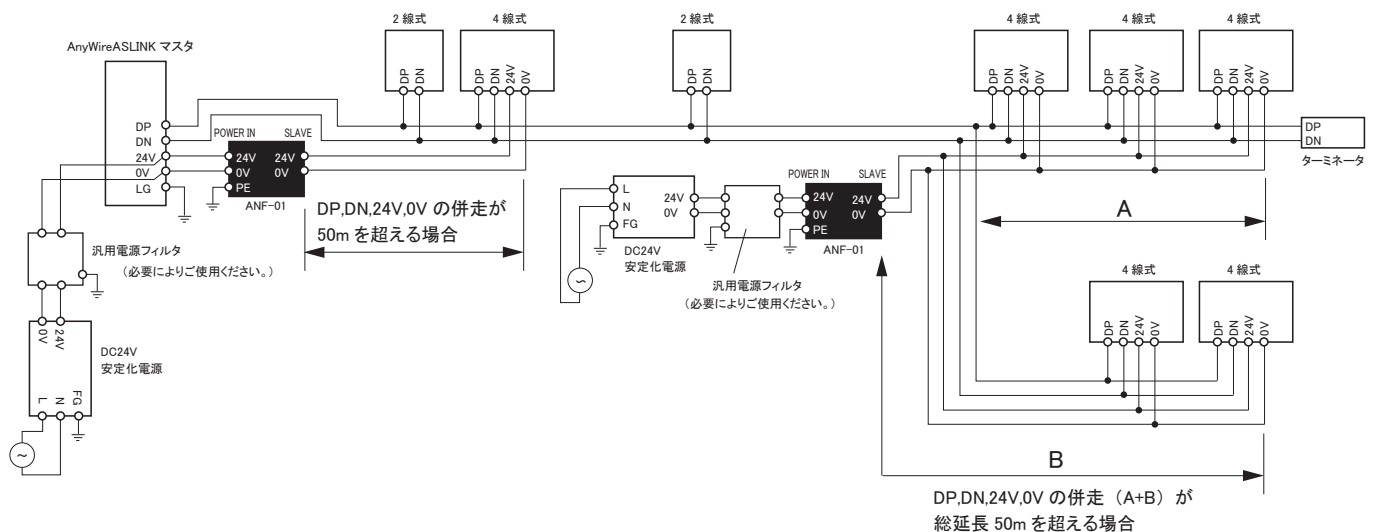 AnyWireASLINK マスタ
DP
DN
24V
0V
LG
POWER IN SLAVE
24V 24V
0V 0V
PE
ANF-01
2 線式
DP
DN
4 線式
DP
DN
24V
0V
2 線式
DP
DN
4 線式
DP
DN
24V
0V
4 線式
DP
DN
24V
0V
4 線式
DP
DN
24V
0V
DP
DN
ターミネータ
DP,DN,24V,0V の併走が
50m を超える場合
汎用電源フィルタ
(必要によりご使用ください。)
0V
24V
DC24V
安定化電源
L
N
FG
~
L
N
FG
24V
0V
DC24V
安定化電源
~
汎用電源フィルタ
(必要によりご使用ください。)
POWER IN SLAVE
24V 24V
0V 0V
PE
ANF-01
A
4 線式
DP
DN
24V
0V
4 線式
DP
DN
24V
0V
B
DP,DN,24V,0V の併走（A+B）が
総延長 50m を超える場合